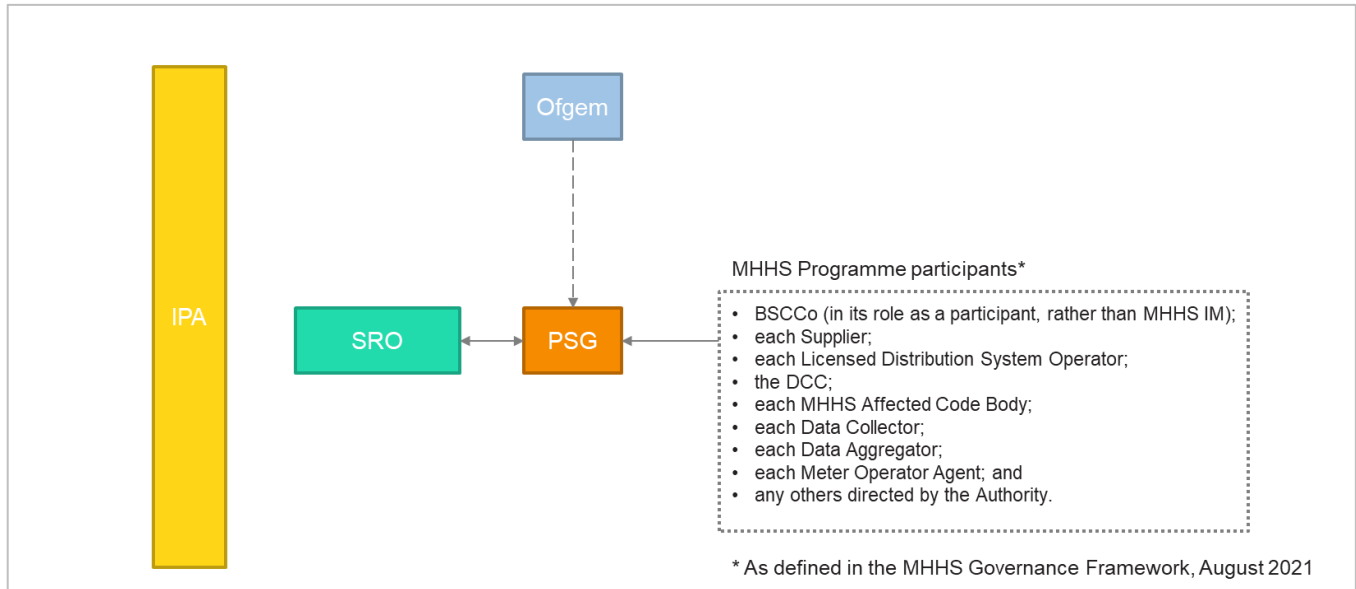 Ofgem
IPA
SRO
PSG
MHHS Programme participants*
• BSCCo (in its role as a participant, rather than MHHS IM);
• each Supplier;
• each Licensed Distribution System Operator;
• the DCC;
• each MHHS Affected Code Body;
• each Data Collector;
• each Data Aggregator;
• each Meter Operator Agent; and
• any others directed by the Authority.
* As defined in the MHHS Governance Framework, August 2021